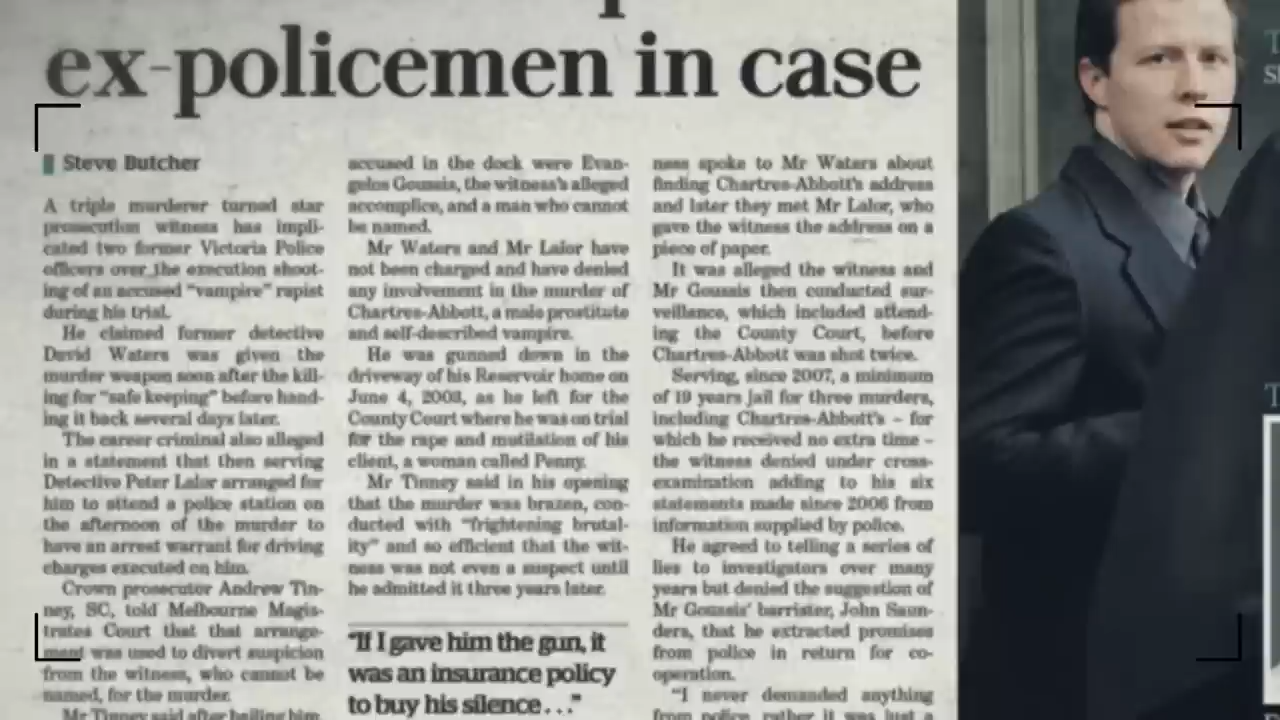 ex-policemen in case
Steve Butcher
A triple murderer turned star
prosecution witness has impli-
cated two former Victoria Police
officers over the execution shoot-
ing of an accused "vampire" rapist
during his trial.
He claimed former detective
David Waters was given the
murder weapon soon after the kill-
ing for "safe keeping" before hand-
ing it back several days later.
The career criminal also alleged
in a statement that then serving
Detective Peter Lalor arranged for
him to attend a police station on
the afternoon of the murder to
have an arrest warrant for driving
charges executed on him.
Crown prosecutor Andrew Tin-
ney, SC, told Melbourne Magis-
trates Court that that arrange-
ment was used to divert suspicion
from the witness, who cannot be
named, for the murder.
Mr Tinney said after bailing him,
accused in the dock were Evan-
gelos Goussis, the witness's alleged
accomplice, and a man who cannot
be named.
Mr Waters and Mr Lalor have
not been charged and have denied
any involvement in the murder of
Chartres-Abbott, a male prostitute
and self-described vampire.
He was gunned down in the
driveway of his Reservoir home on
June 4, 2003, as he left for the
County Court where he was on trial
for the rape and mutilation of his
client, a woman called Penny.
Mr Tinney said in his opening
that the murder was brazen, con-
ducted with "frightening brutal-
ity" and so efficient that the wit-
ness was not even a suspect until
he admitted it three years later.
"If I gave him the gun, it
was an insurance policy
to buy his silence . . ."
ness spoke to Mr Waters about
finding Chartres-Abbott's address
and later they met Mr Lalor, who
gave the witness the address on a
piece of paper.
It was alleged the witness and
Mr Goussis then conducted sur-
veillance, which included attend-
ing the County Court, before
Chartres-Abbott was shot twice.
Serving, since 2007, a minimum
of 19 years jail for three murders,
including Chartres-Abbott's – for
which he received no extra time –
the witness denied under cross-
examination adding to his six
statements made since 2006 from
information supplied by police.
He agreed to telling a series of
lies to investigators over many
years but denied the suggestion of
Mr Goussis' barrister, John Saun-
ders, that he extracted promises
from police in return for co-
operation.
"I never demanded anything
from police, rather it was just a